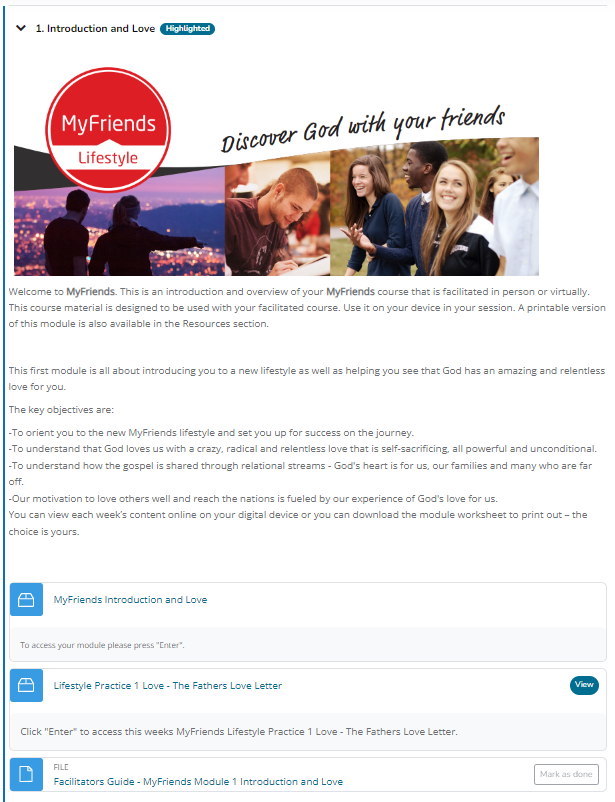 1. Introduction and Love Highlighted
MyFriends
Lifestyle
Discover God with your friends
Welcome to MyFriends. This is an introduction and overview of your MyFriends course that is facilitated in person or virtually.
This course material is designed to be used with your facilitated course. Use it on your device in your session. A printable version
of this module is also available in the Resources section.
This first module is all about introducing you to a new lifestyle as well as helping you see that God has an amazing and relentless
love for you.
The key objectives are:
-To orient you to the new MyFriends lifestyle and set you up for success on the journey.
-To understand that God loves us with a crazy, radical and relentless love that is self-sacrificing, all powerful and unconditional.
-To understand how the gospel is shared through relational streams - God's heart is for us, our families and many who are far
off.
-Our motivation to love others well and reach the nations is fueled by our experience of God's love for us.
You can view each week's content online on your digital device or you can download the module worksheet to print out – the
choice is yours.
MyFriends Introduction and Love
To access your module please press "Enter".
Lifestyle Practice 1 Love - The Fathers Love Letter View
Click "Enter" to access this weeks MyFriends Lifestyle Practice 1 Love - The Fathers Love Letter.
FILE
Facilitators Guide - MyFriends Module 1 Introduction and Love Mark as done